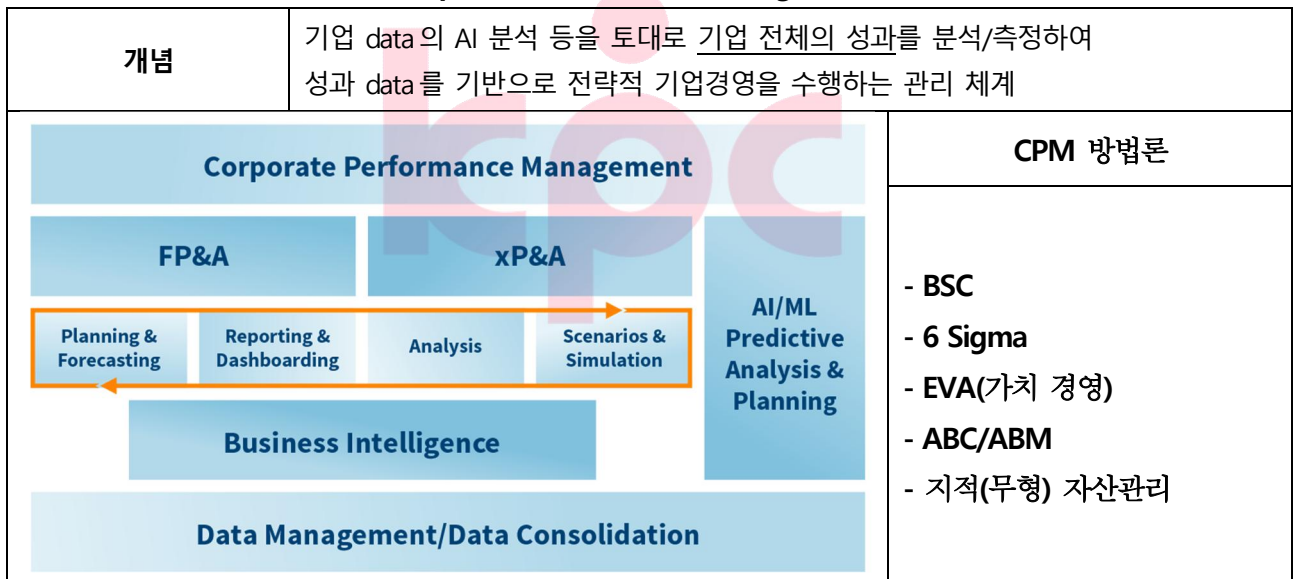 개념
기업 data의 AI 분석 등을 토대로 기업 전체의 성과를 분석/측정하여
성과 data를 기반으로 전략적 기업경영을 수행하는 관리 체계
kpc
Corporate Performance Management
FP&A
xP&A
Planning &
Forecasting
Reporting &
Dashboarding
Analysis
Scenarios &
Simulation
Business Intelligence
AI/ML
Predictive
Analysis &
Planning
Data Management/Data Consolidation
CPM 방법론
- BSC
- 6 Sigma
- EVA(가치 경영)
- ABC/ABM
- 지적(무형) 자산관리